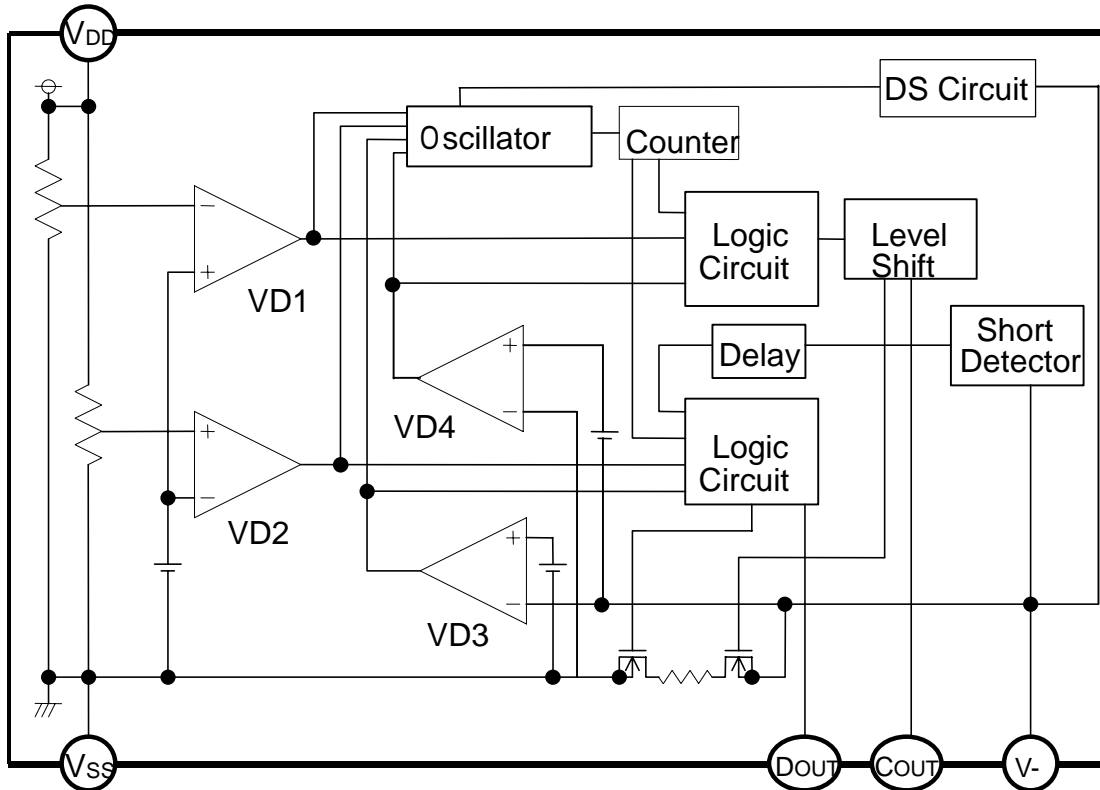 VDD
DS Circuit
Oscillator
Counter
Logic
Circuit
Level
Shift
−
+
VD1
Short
Detector
Delay
+
−
VD4
Logic
Circuit
+
−
VD2
+
−
VD3
VSS
DOUT
COUT
V-